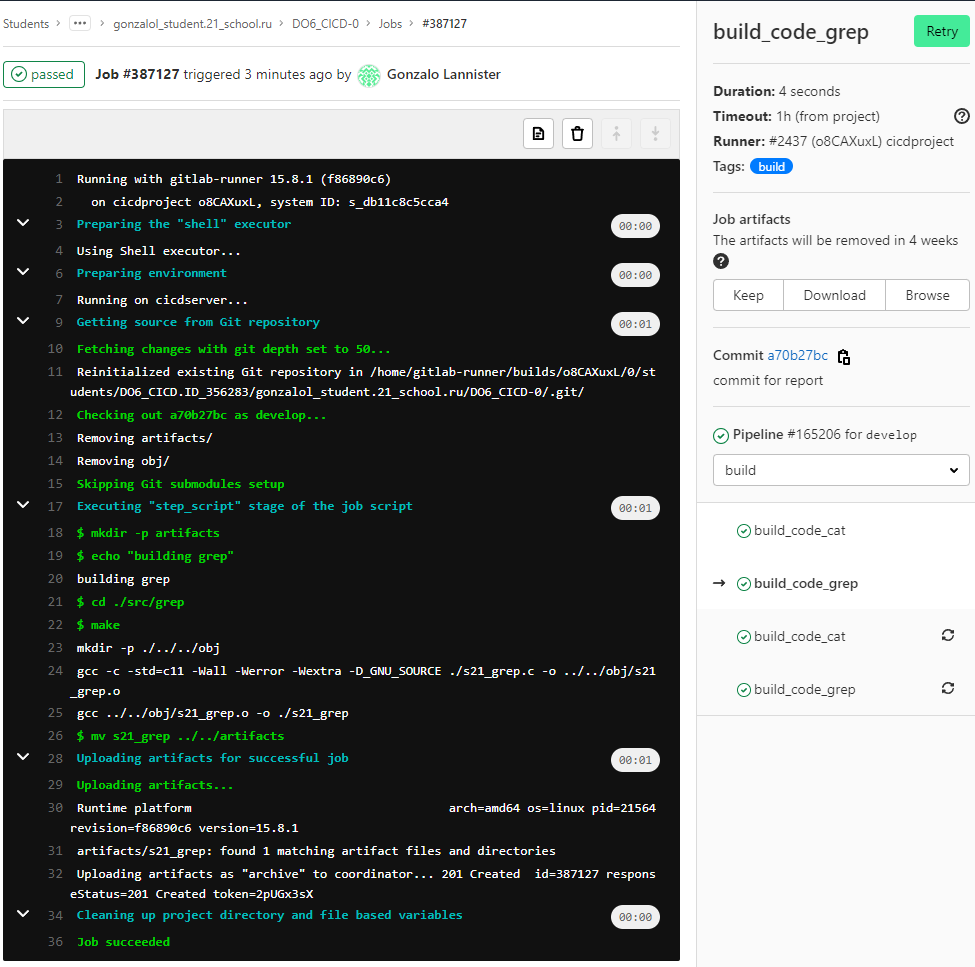 Students > ... > gonzalol_student.21_school.ru > DO6_CICD-0 > Jobs > #387127
passed Job #387127 triggered 3 minutes ago by Gonzalo Lannister
1 Running with gitlab-runner 15.8.1 (f86890c6)
2 on cicdproject o8CAXuxL, system ID: s_db11c8c5cca4
3 Preparing the "shell" executor 00:00
4 Using Shell executor...
6 Preparing environment 00:00
7 Running on cicdserver...
9 Getting source from Git repository 00:01
10 Fetching changes with git depth set to 50...
11 Reinitialized existing Git repository in /home/gitlab-runner/builds/o8CAXuxL/0/st
udents/DO6_CICD.ID_356283/gonzalol_student.21_school.ru/DO6_CICD-0/.git/
12 Checking out a70b27bc as develop...
13 Removing artifacts/
14 Removing obj/
15 Skipping Git submodules setup
17 Executing "step_script" stage of the job script 00:01
18 $ mkdir -p artifacts
19 $ echo "building grep"
20 building grep
21 $ cd ./src/grep
22 $ make
23 mkdir -p ./../../obj
24 gcc -c -std=c11 -Wall -Werror -Wextra -D_GNU_SOURCE ./s21_grep.c -o ../../obj/s21
_grep.o
25 gcc ../../obj/s21_grep.o -o ./s21_grep
26 $ mv s21_grep ../../artifacts
28 Uploading artifacts for successful job 00:01
29 Uploading artifacts...
30 Runtime platform arch=amd64 os=linux pid=21564
revision=f86890c6 version=15.8.1
31 artifacts/s21_grep: found 1 matching artifact files and directories
32 Uploading artifacts as "archive" to coordinator... 201 Created id=387127 respons
eStatus=201 Created token=2pUGx3sX
34 Cleaning up project directory and file based variables 00:00
36 Job succeeded
build_code_grep Retry
Duration: 4 seconds
Timeout: 1h (from project)
Runner: #2437 (o8CAXuxL) cicdproject
Tags: build
Job artifacts
The artifacts will be removed in 4 weeks
Keep Download Browse
Commit a70b27bc
commit for report
Pipeline #165206 for develop
build
build_code_cat
build_code_grep
build_code_cat
build_code_grep